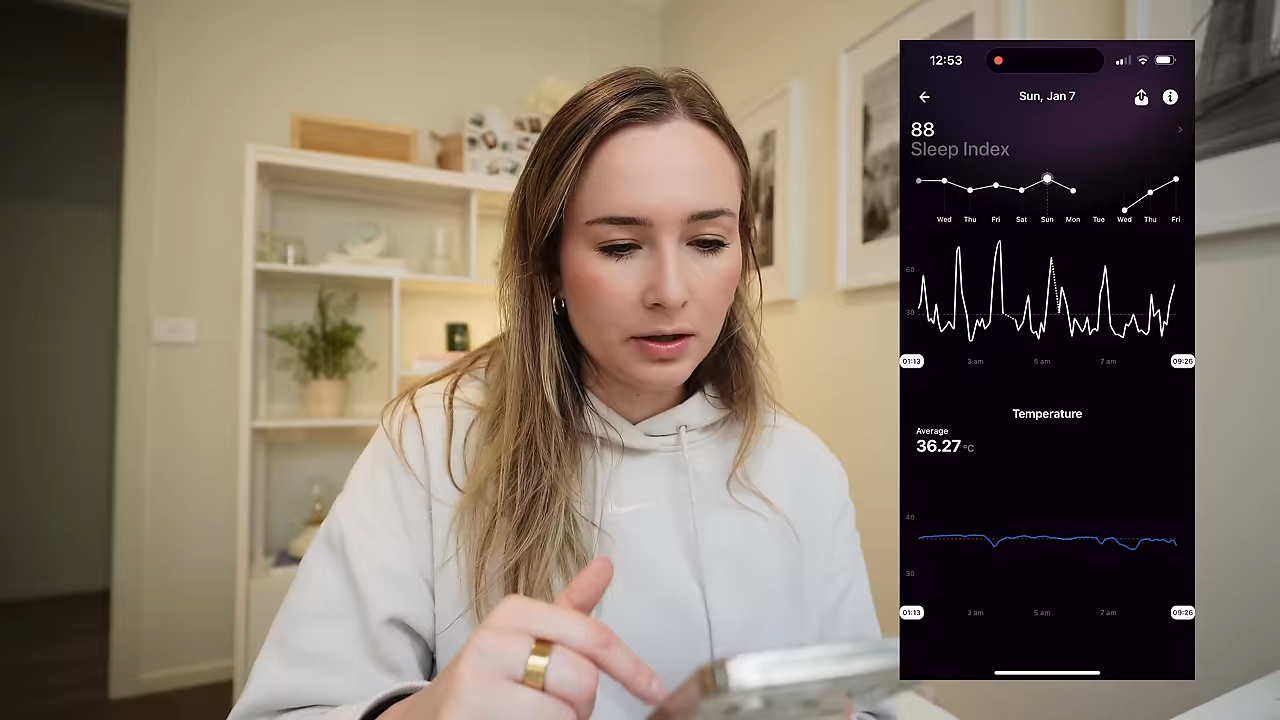 12:53
Sun, Jan 7
88
Sleep Index
Wed Thu Fri Sat Sun Mon Tue Wed Thu Fri
60
30
01:13 3 am 5 am 7 am 09:26
Temperature
Average
36.27 °C
40
30
01:13 3 am 5 am 7 am 09:26